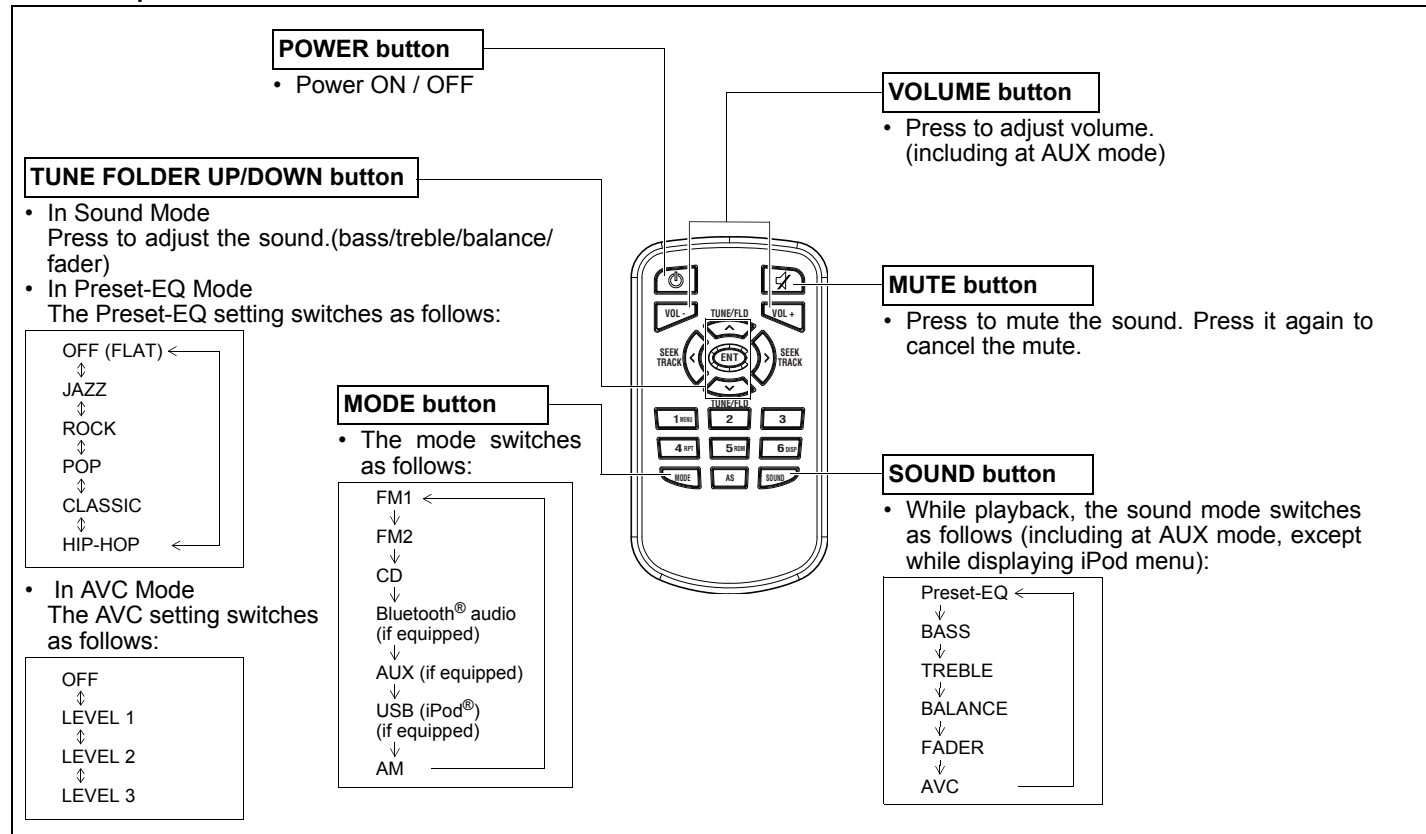 POWER button
• Power ON / OFF
VOLUME button
• Press to adjust volume.
(including at AUX mode)
TUNE FOLDER UP/DOWN button
• In Sound Mode
Press to adjust the sound.(bass/treble/balance/
fader)
• In Preset-EQ Mode
The Preset-EQ setting switches as follows:
OFF (FLAT)
JAZZ
ROCK
POP
CLASSIC
HIP-HOP
• In AVC Mode
The AVC setting switches
as follows:
OFF
LEVEL 1
LEVEL 2
LEVEL 3
MODE button
• The mode switches
as follows:
FM1
FM2
CD
Bluetooth® audio
(if equipped)
AUX (if equipped)
USB (iPod®)
(if equipped)
AM
VOL -
TUNE/FLD
VOL +
SEEK
TRACK
ENT
SEEK
TRACK
TUNE/FLD
1 MENU
2
3
4 RPT
5 RDM
6 DISP
MODE
AS
SOUND
MUTE button
• Press to mute the sound. Press it again to
cancel the mute.
SOUND button
• While playback, the sound mode switches
as follows (including at AUX mode, except
while displaying iPod menu):
Preset-EQ
BASS
TREBLE
BALANCE
FADER
AVC